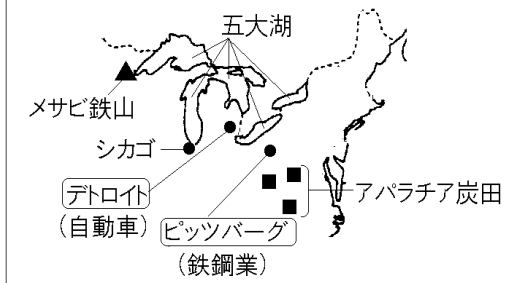 五大湖
メサビ鉄山
シカゴ
デトロイト
(自動車)
アパラチア炭田
ピッツバーグ
(鉄鋼業)